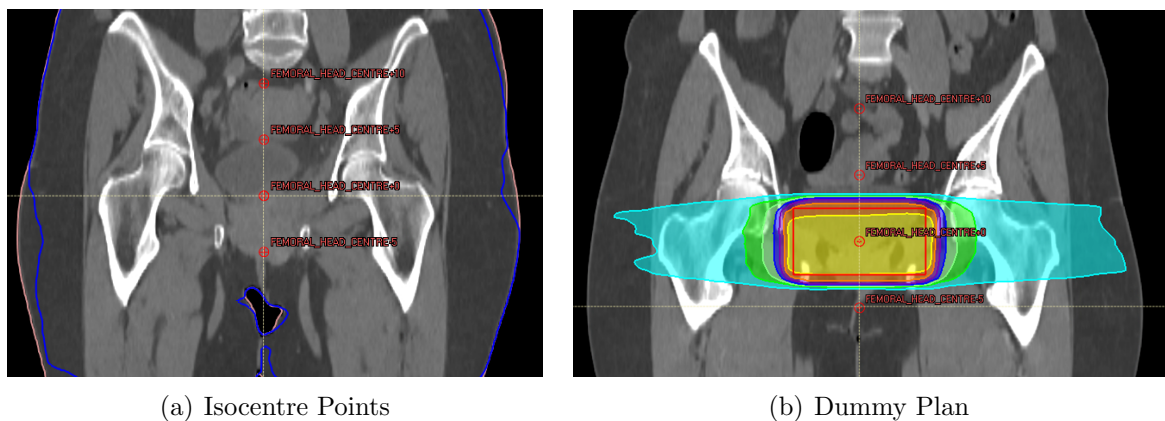 FEMORAL_HEAD_CENTRE+10
FEMORAL_HEAD_CENTRE+5
FEMORAL_HEAD_CENTRE+0
FEMORAL_HEAD_CENTRE-5
(a) Isocentre Points
FEMORAL_HEAD_CENTRE+10
FEMORAL_HEAD_CENTRE+5
FEMORAL_HEAD_CENTRE+0
FEMORAL_HEAD_CENTRE-5
(b) Dummy Plan